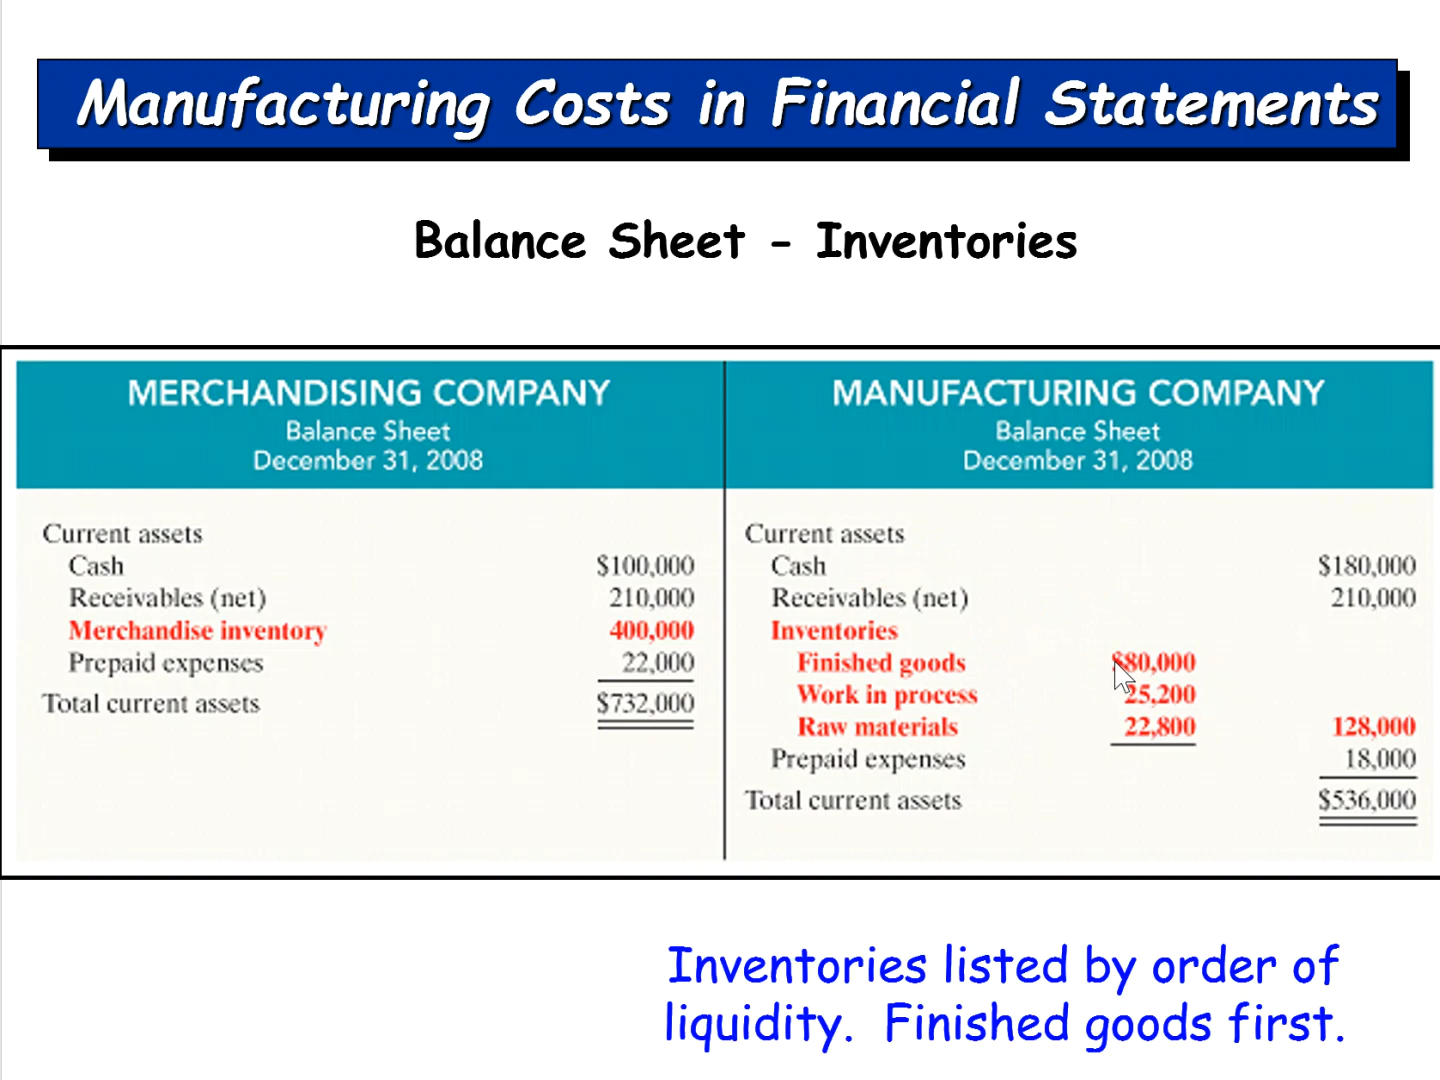 Manufacturing Costs in Financial Statements
Balance Sheet - Inventories
MERCHANDISING COMPANY
Balance Sheet
December 31, 2008
Current assets
Cash $100,000
Receivables (net) 210,000
Merchandise inventory 400,000
Prepaid expenses 22,000
Total current assets $732,000
MANUFACTURING COMPANY
Balance Sheet
December 31, 2008
Current assets
Cash $180,000
Receivables (net) 210,000
Inventories
Finished goods $80,000
Work in process 25,200
Raw materials 22,800 128,000
Prepaid expenses 18,000
Total current assets $536,000
Inventories listed by order of
liquidity. Finished goods first.